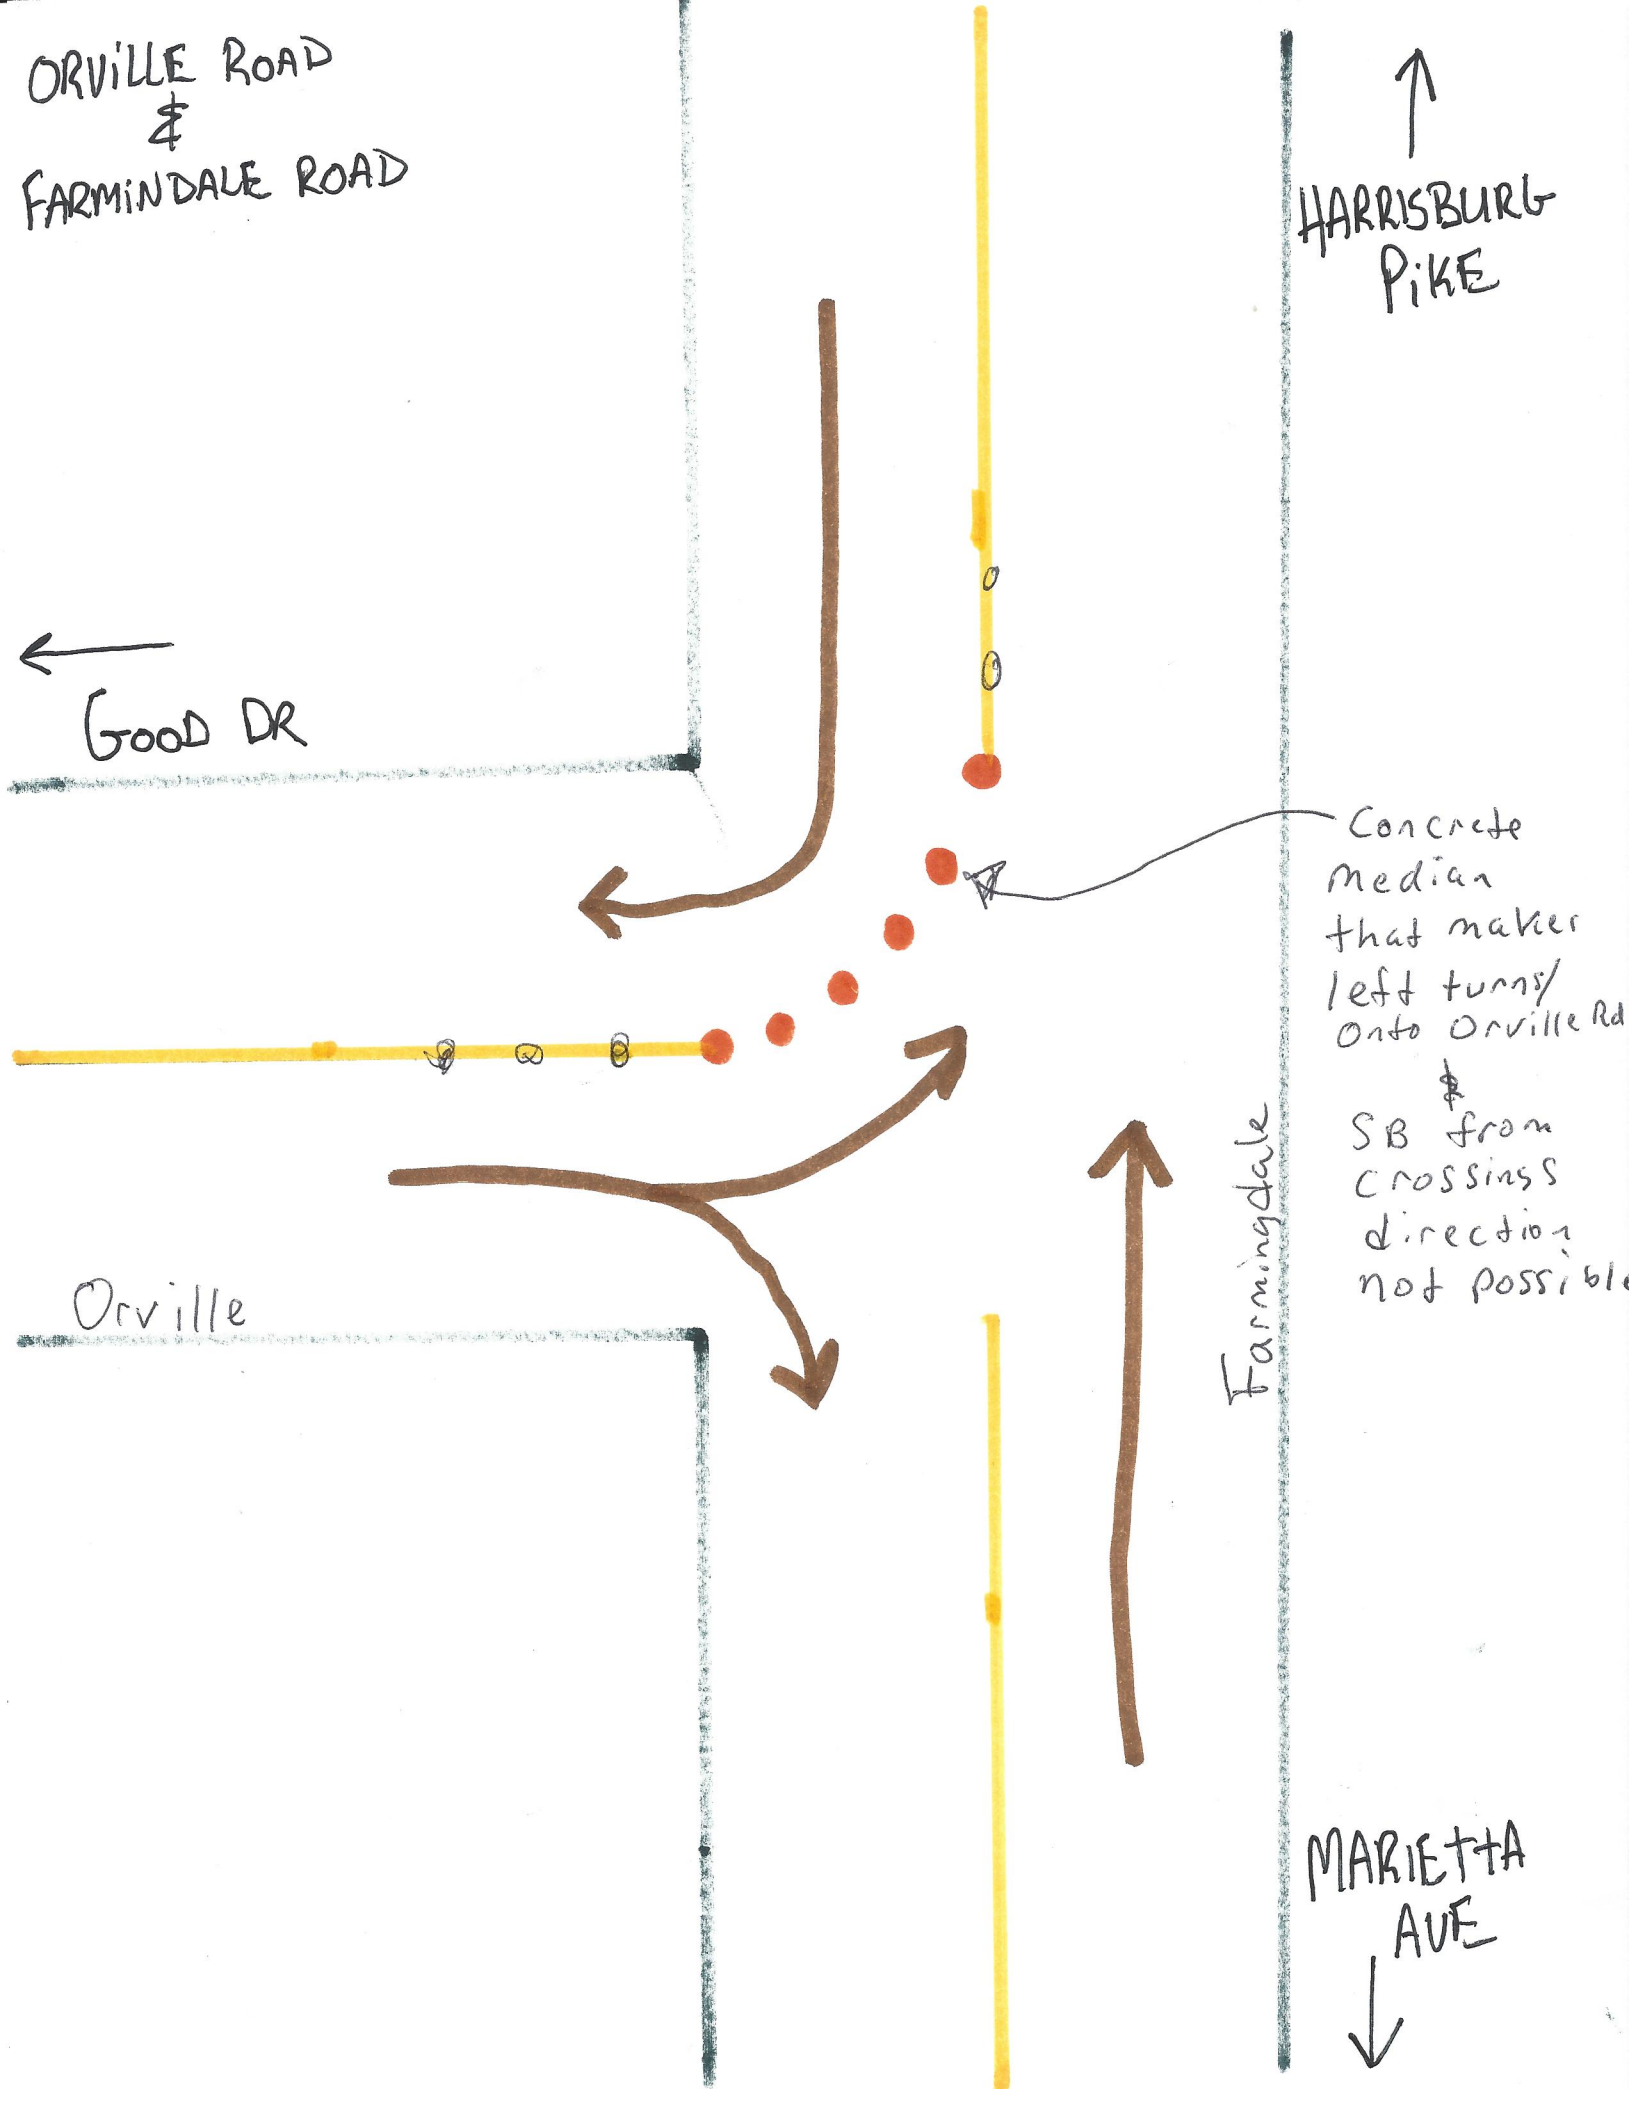 ORVILLE ROAD
&
FARMINDALE ROAD
HARRISBURG
PIKE
GOOD DR
Concrete
median
that makes
left turns/
onto Orville Rd
&
SB from
crossings
direction
not possible
Farmingdale
Orville
MARIETTA
AVE